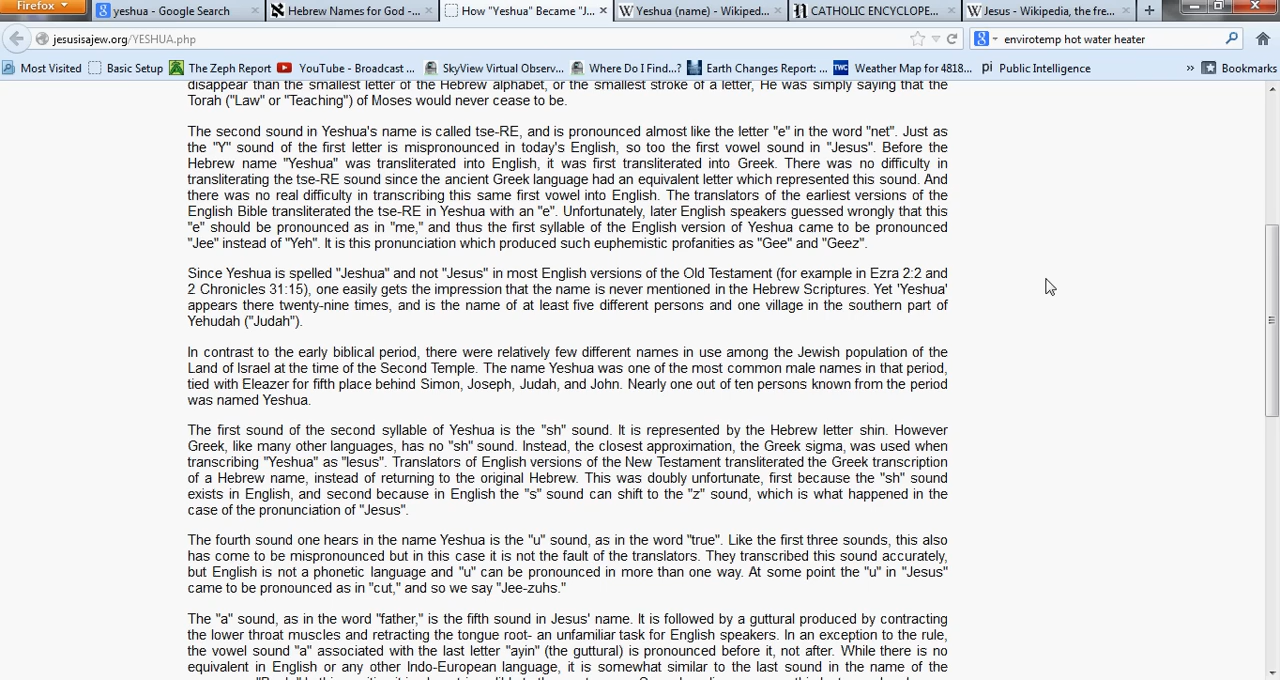 Firefox
yeshua - Google Search
Hebrew Names for God -...
How "Yeshua" Became "J...
Yeshua (name) - Wikiped...
CATHOLIC ENCYCLOPE...
Jesus - Wikipedia, the fre...
jesusisajew.org/YESHUA.php
envirotemp hot water heater
Most Visited
Basic Setup
The Zeph Report
YouTube - Broadcast ...
SkyView Virtual Observ...
Where Do I Find...?
Earth Changes Report: ...
TWC
Weather Map for 4818...
pi Public Intelligence
»
Bookmarks
disappear than the smallest letter of the Hebrew alphabet, or the smallest stroke of a letter, He was simply saying that the
Torah ("Law" or "Teaching") of Moses would never cease to be.
The second sound in Yeshua's name is called tse-RE, and is pronounced almost like the letter "e" in the word "net". Just as
the "Y" sound of the first letter is mispronounced in today's English, so too the first vowel sound in "Jesus". Before the
Hebrew name "Yeshua" was transliterated into English, it was first transliterated into Greek. There was no difficulty in
transliterating the tse-RE sound since the ancient Greek language had an equivalent letter which represented this sound. And
there was no real difficulty in transcribing this same first vowel into English. The translators of the earliest versions of the
English Bible transliterated the tse-RE in Yeshua with an "e". Unfortunately, later English speakers guessed wrongly that this
"e" should be pronounced as in "me," and thus the first syllable of the English version of Yeshua came to be pronounced
"Jee" instead of "Yeh". It is this pronunciation which produced such euphemistic profanities as "Gee" and "Geez".
Since Yeshua is spelled "Jeshua" and not "Jesus" in most English versions of the Old Testament (for example in Ezra 2:2 and
2 Chronicles 31:15), one easily gets the impression that the name is never mentioned in the Hebrew Scriptures. Yet 'Yeshua'
appears there twenty-nine times, and is the name of at least five different persons and one village in the southern part of
Yehudah ("Judah").
In contrast to the early biblical period, there were relatively few different names in use among the Jewish population of the
Land of Israel at the time of the Second Temple. The name Yeshua was one of the most common male names in that period,
tied with Eleazer for fifth place behind Simon, Joseph, Judah, and John. Nearly one out of ten persons known from the period
was named Yeshua.
The first sound of the second syllable of Yeshua is the "sh" sound. It is represented by the Hebrew letter shin. However
Greek, like many other languages, has no "sh" sound. Instead, the closest approximation, the Greek sigma, was used when
transcribing "Yeshua" as "Iesus". Translators of English versions of the New Testament transliterated the Greek transcription
of a Hebrew name, instead of returning to the original Hebrew. This was doubly unfortunate, first because the "sh" sound
exists in English, and second because in English the "s" sound can shift to the "z" sound, which is what happened in the
case of the pronunciation of "Jesus".
The fourth sound one hears in the name Yeshua is the "u" sound, as in the word "true". Like the first three sounds, this also
has come to be mispronounced but in this case it is not the fault of the translators. They transcribed this sound accurately,
but English is not a phonetic language and "u" can be pronounced in more than one way. At some point the "u" in "Jesus"
came to be pronounced as in "cut," and so we say "Jee-zuhs."
The "a" sound, as in the word "father," is the fifth sound in Jesus' name. It is followed by a guttural produced by contracting
the lower throat muscles and retracting the tongue root- an unfamiliar task for English speakers. In an exception to the rule,
the vowel sound "a" associated with the last letter "ayin" (the guttural) is pronounced before it, not after. While there is no
equivalent in English or any other Indo-European language, it is somewhat similar to the last sound in the name of the